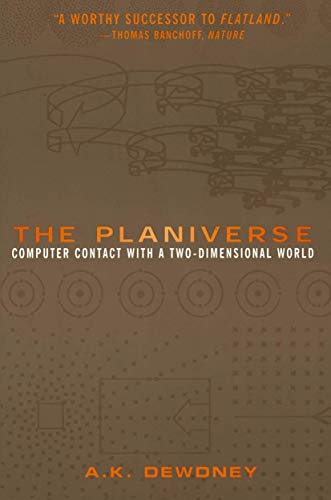 "A WORTHY SUCCESSOR TO FLATLAND."
—THOMAS BANCHOFF, NATURE
THE PLANIVERSE
COMPUTER CONTACT WITH A TWO-DIMENSIONAL WORLD
A.K. DEWDNEY